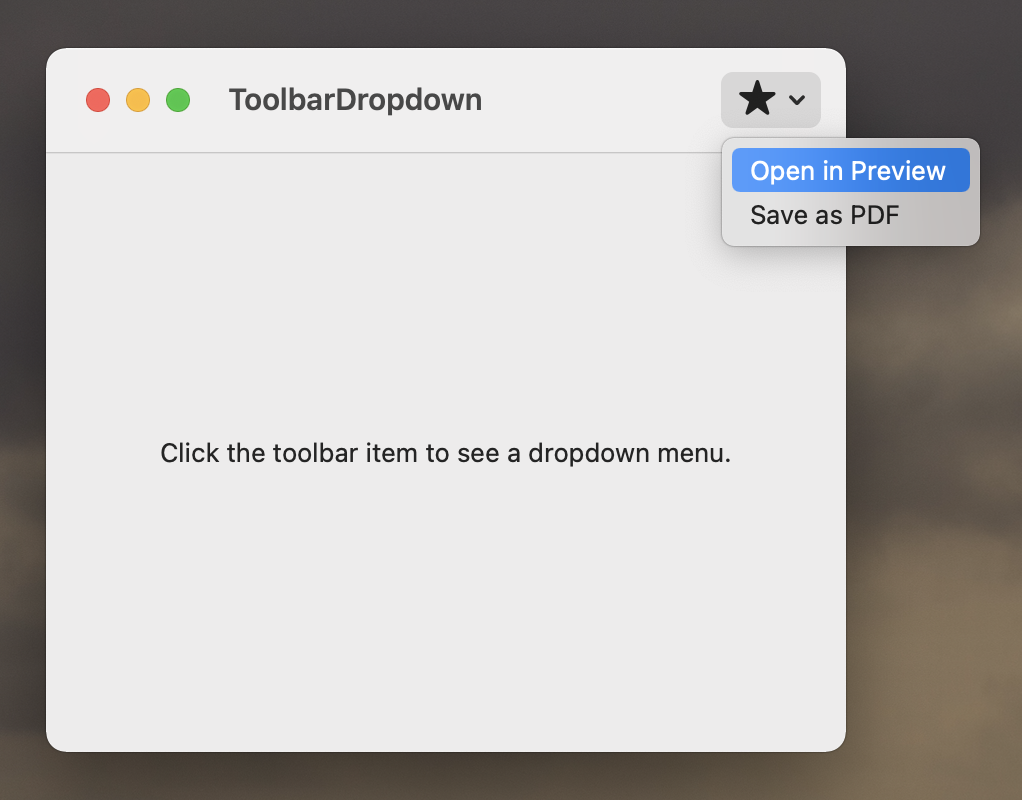 ToolbarDropdown
Open in Preview
Save as PDF
Click the toolbar item to see a dropdown menu.